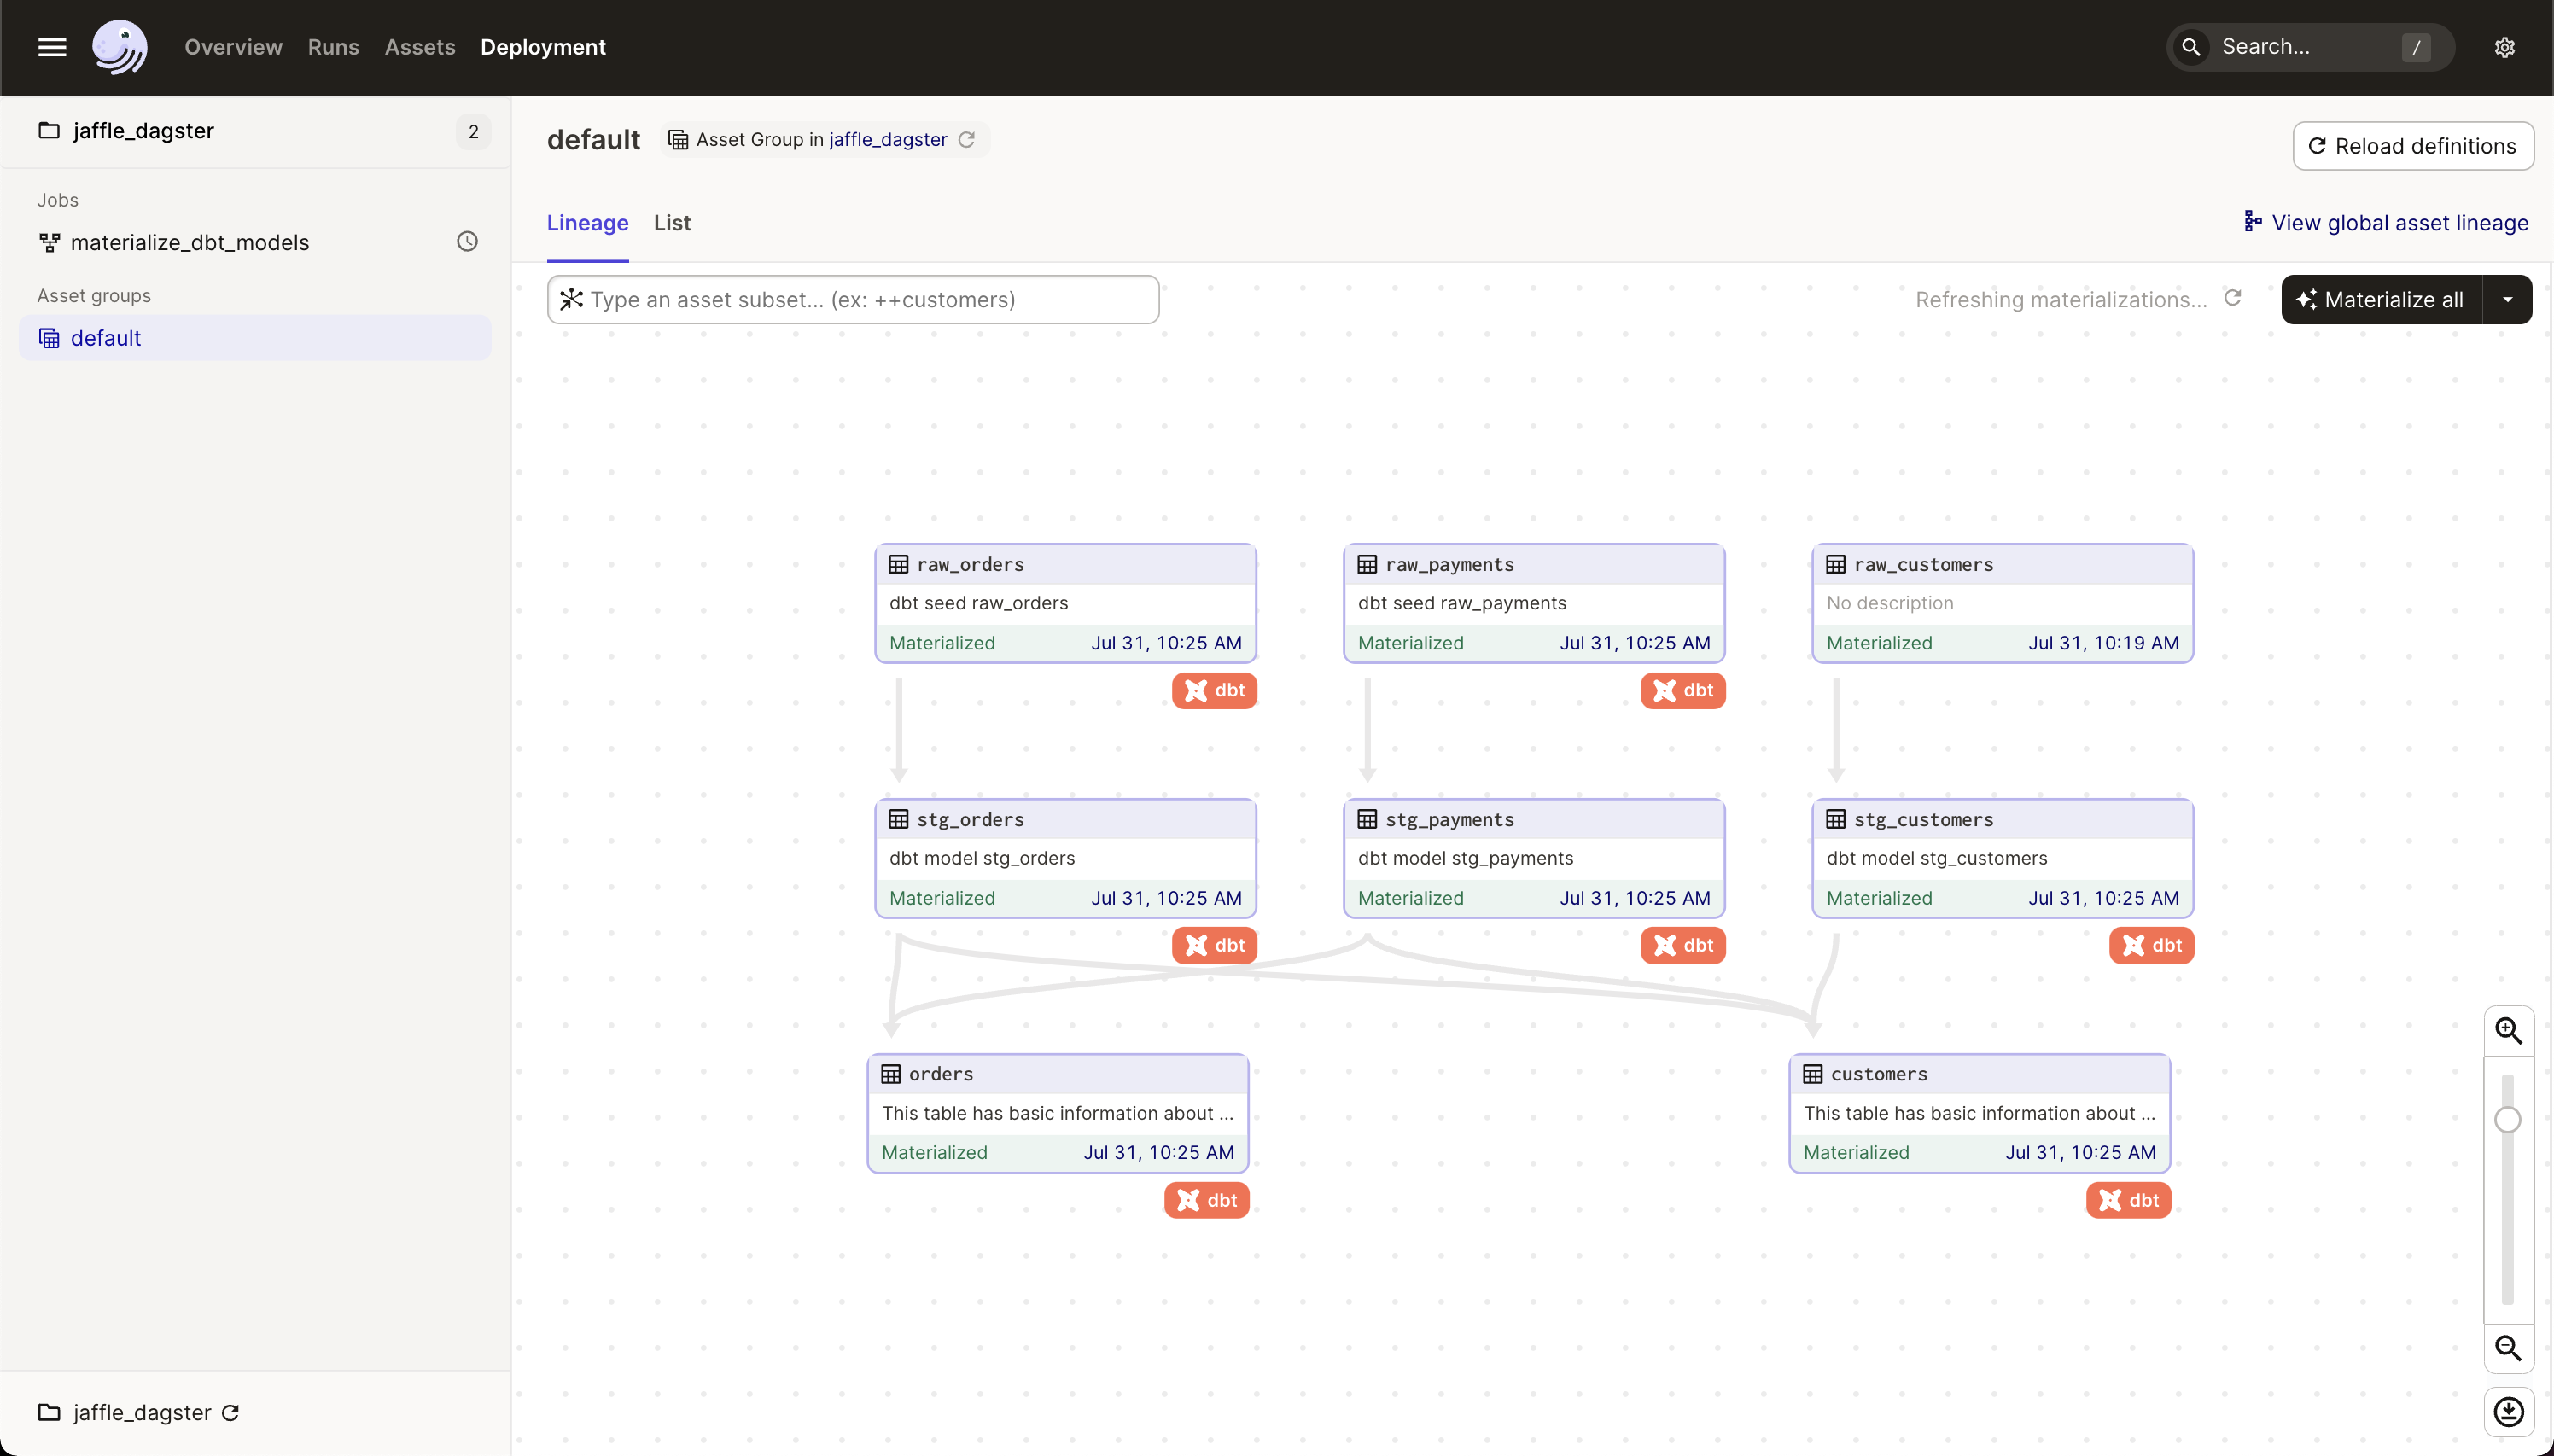 Overview Runs Assets Deployment Search... /
jaffle_dagster 2
Jobs
materialize_dbt_models
Asset groups
default
jaffle_dagster
default Asset Group in jaffle_dagster Reload definitions
Lineage List View global asset lineage
Type an asset subset... (ex: ++customers) Refreshing materializations... Materialize all
raw_orders
dbt seed raw_orders
Materialized Jul 31, 10:25 AM
dbt
raw_payments
dbt seed raw_payments
Materialized Jul 31, 10:25 AM
dbt
raw_customers
No description
Materialized Jul 31, 10:19 AM
stg_orders
dbt model stg_orders
Materialized Jul 31, 10:25 AM
dbt
stg_payments
dbt model stg_payments
Materialized Jul 31, 10:25 AM
dbt
stg_customers
dbt model stg_customers
Materialized Jul 31, 10:25 AM
dbt
orders
This table has basic information about ...
Materialized Jul 31, 10:25 AM
dbt
customers
This table has basic information about ...
Materialized Jul 31, 10:25 AM
dbt